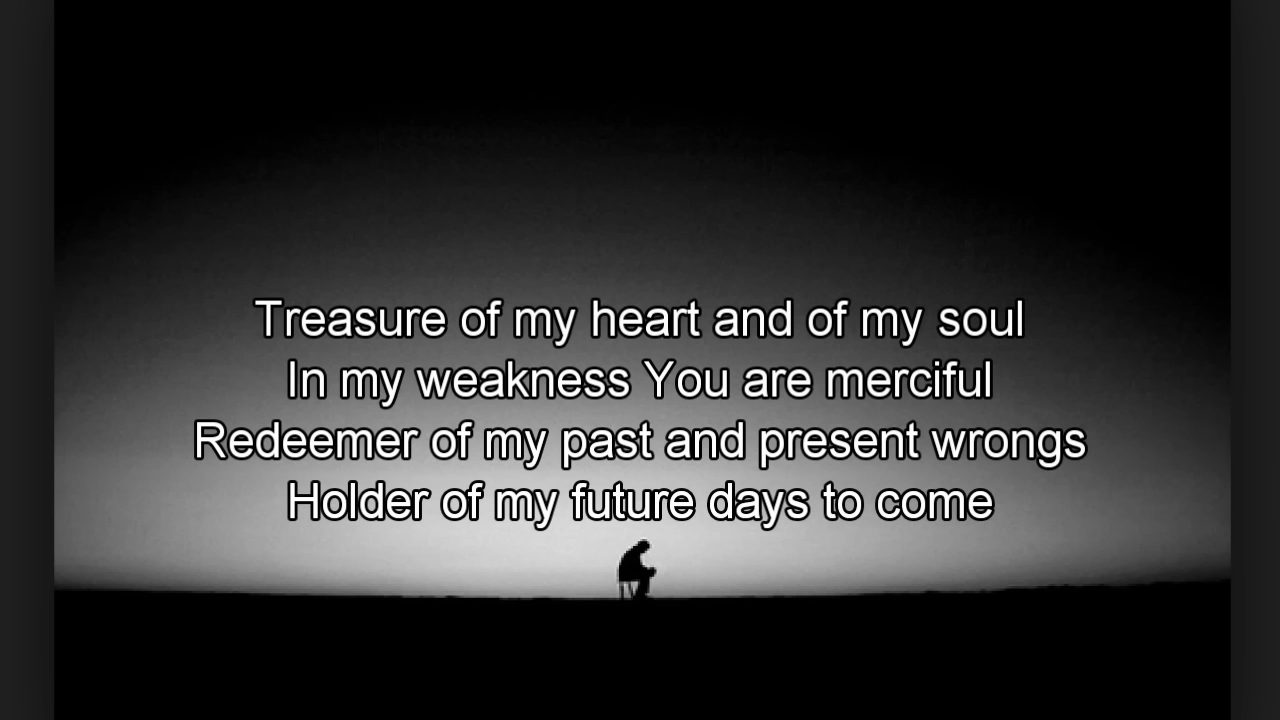 Treasure of my heart and of my soul
In my weakness You are merciful
Redeemer of my past and present wrongs
Holder of my future days to come